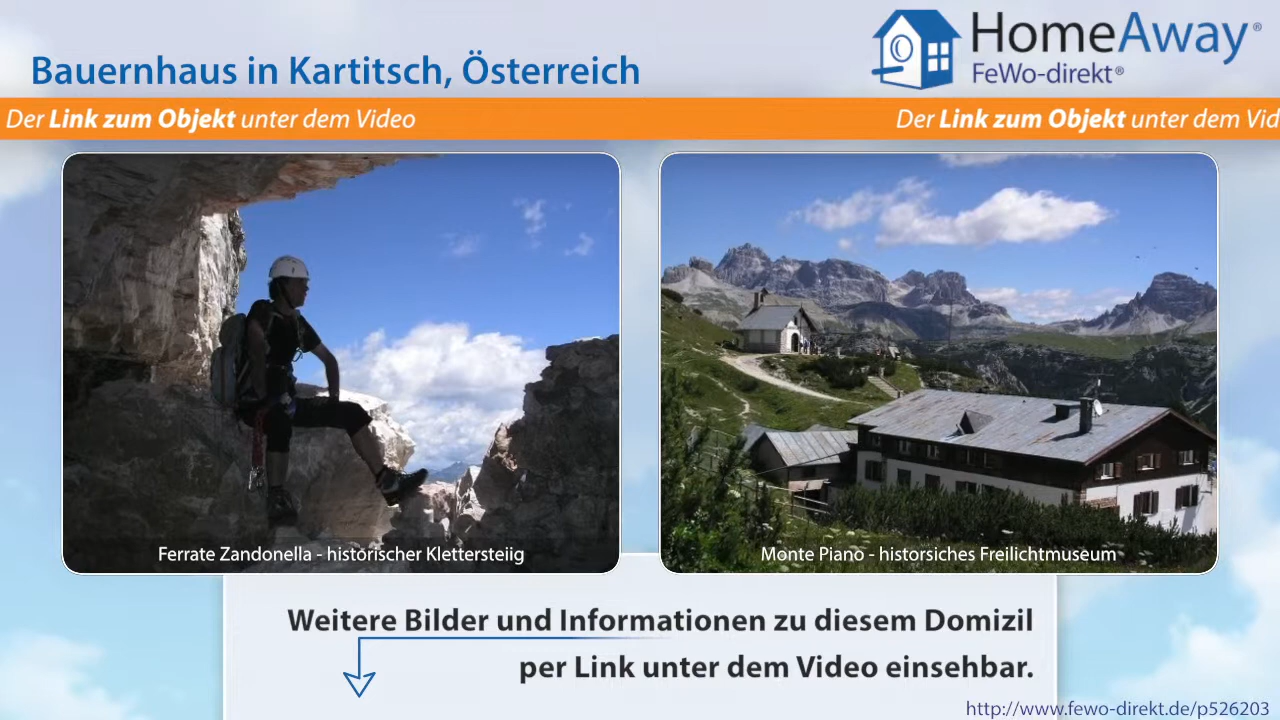 Bauernhaus in Kartitsch, Österreich
HomeAway®
FeWo-direkt®
Der Link zum Objekt unter dem Video
Der Link zum Objekt unter dem Vid
Ferrate Zandonella - historischer Klettersteiig
Monte Piano - historsiches Freilichtmuseum
Weitere Bilder und Informationen zu diesem Domizil
per Link unter dem Video einsehbar.
http://www.fewo-direkt.de/p526203